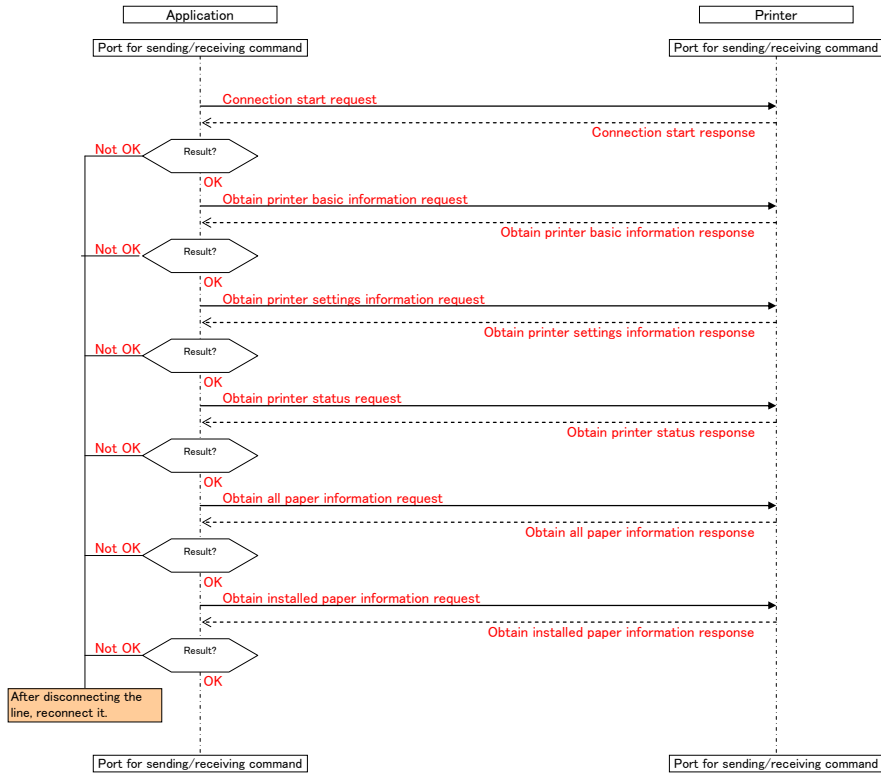 Application
Printer
Port for sending/receiving command
Port for sending/receiving command
Connection start request
Connection start response
Not OK
Result?
OK
Obtain printer basic information request
Obtain printer basic information response
Not OK
Result?
OK
Obtain printer settings information request
Obtain printer settings information response
Not OK
Result?
OK
Obtain printer status request
Obtain printer status response
Not OK
Result?
OK
Obtain all paper information request
Obtain all paper information response
Not OK
Result?
OK
Obtain installed paper information request
Obtain installed paper information response
Not OK
Result?
OK
After disconnecting the
line, reconnect it.
Port for sending/receiving command
Port for sending/receiving command